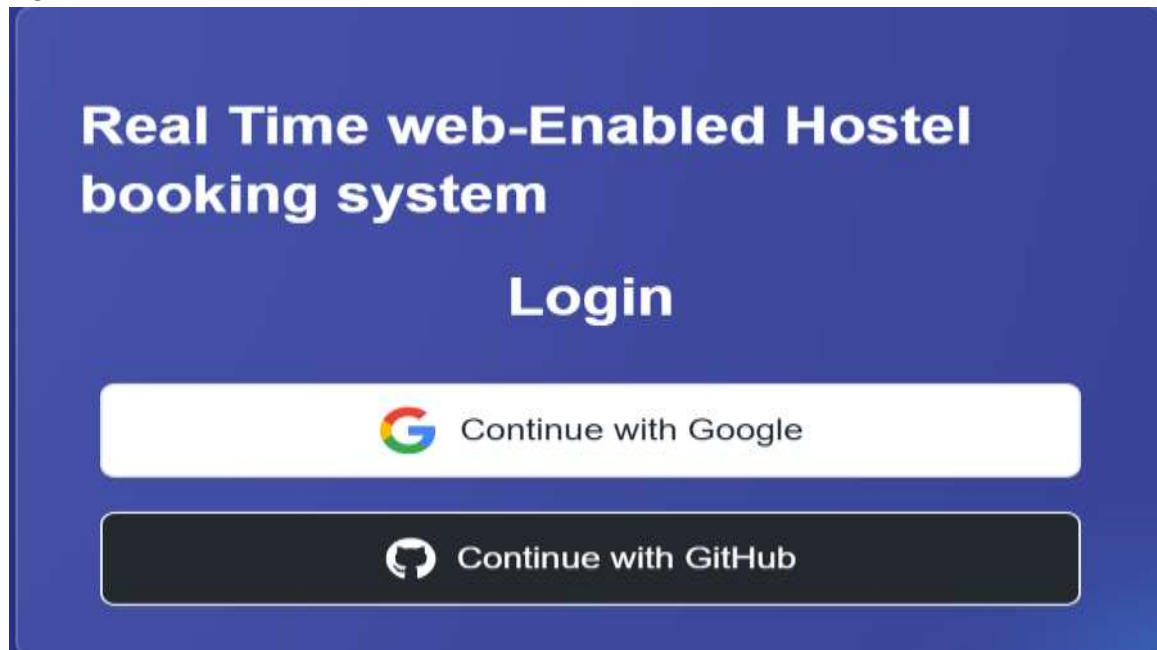 Real Time web-Enabled Hostel
booking system
Login
Continue with Google
Continue with GitHub